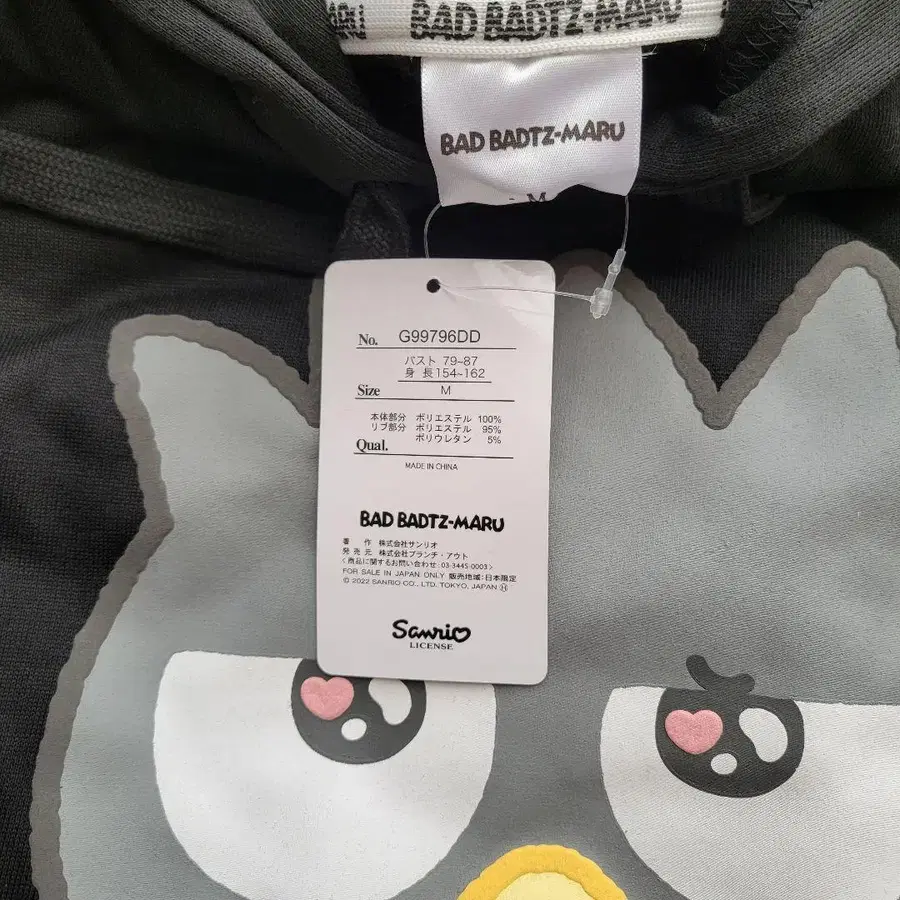 MARU BAD BADTZ-MARU
BAD BADTZ-MARU
M
No. G99796DD
バスト 79~87
身 長 154~162
Size M
本体部分 ポリエステル 100%
リブ部分 ポリエステル 95%
ポリウレタン 5%
Qual.
MADE IN CHINA
BAD BADTZ-MARU
著 作 株式会社サンリオ
発 売 元 株式会社ブランチ・アウト
<商品に関するお問い合わせ:03-3445-0003>
FOR SALE IN JAPAN ONLY 販売地域:日本限定
© 2022 SANRIO CO., LTD. TOKYO, JAPAN Ⓗ
Sanrio
LICENSE